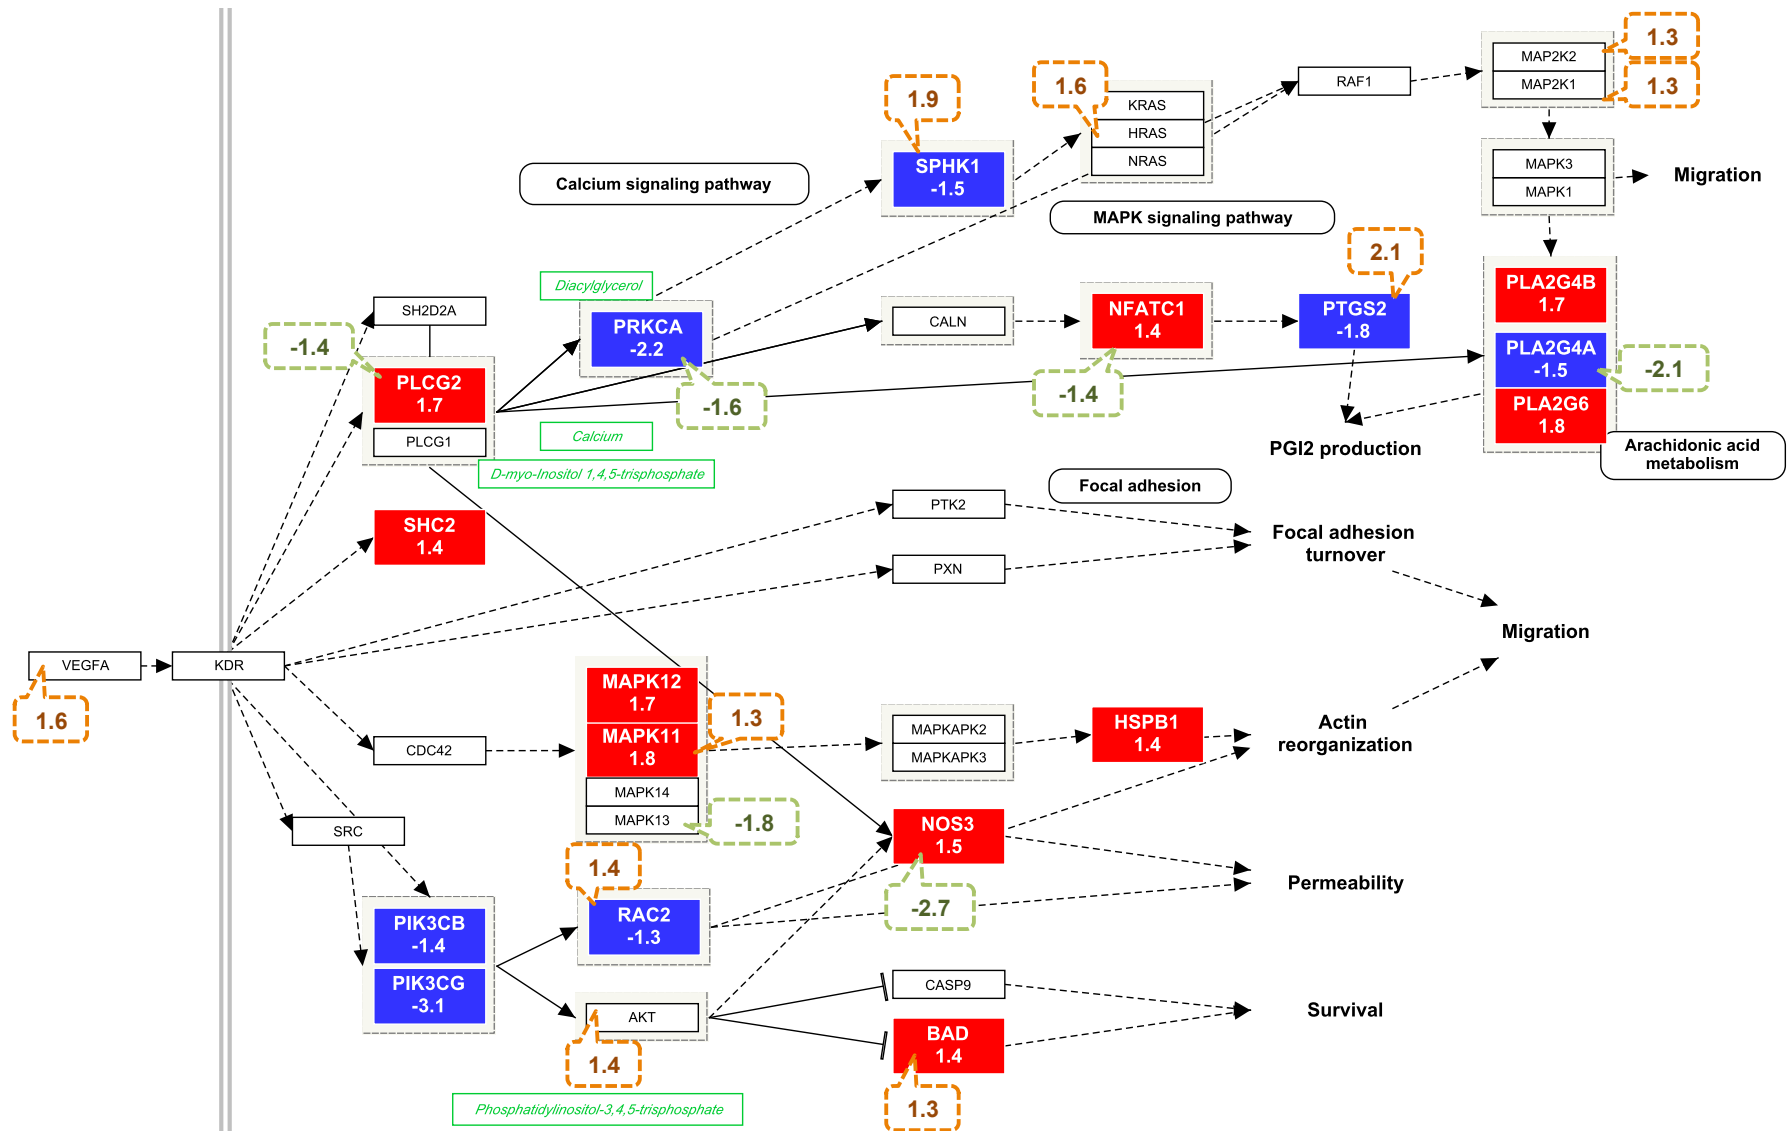 1.3
MAP2K2
1.9
1.6
RAF1
MAP2K1
1.3
KRAS
HRAS
NRAS
SPHK1
-1.5
MAPK3
MAPK1
Migration
Calcium signaling pathway
MAPK signaling pathway
2.1
Diacylglycerol
PLA2G4B
1.7
SH2D2A
PRKCA
-2.2
CALN
NFATC1
1.4
PTGS2
-1.8
-1.4
PLA2G4A
-1.5
-2.1
PLCG2
1.7
-1.6
-1.4
PLA2G6
1.8
PLCG1
Calcium
PGI2 production
Arachidonic acid
metabolism
D-myo-Inositol 1,4,5-trisphosphate
Focal adhesion
PTK2
SHC2
1.4
Focal adhesion
turnover
PXN
Migration
VEGFA
KDR
1.6
MAPK12
1.7
1.3
MAPK11
1.8
CDC42
MAPKAPK2
MAPKAPK3
HSPB1
1.4
Actin
reorganization
MAPK14
MAPK13
-1.8
SRC
NOS3
1.5
1.4
Permeability
-2.7
PIK3CB
-1.4
RAC2
-1.3
PIK3CG
-3.1
CASP9
AKT
Survival
BAD
1.4
1.4
1.3
Phosphatidylinositol-3,4,5-trisphosphate